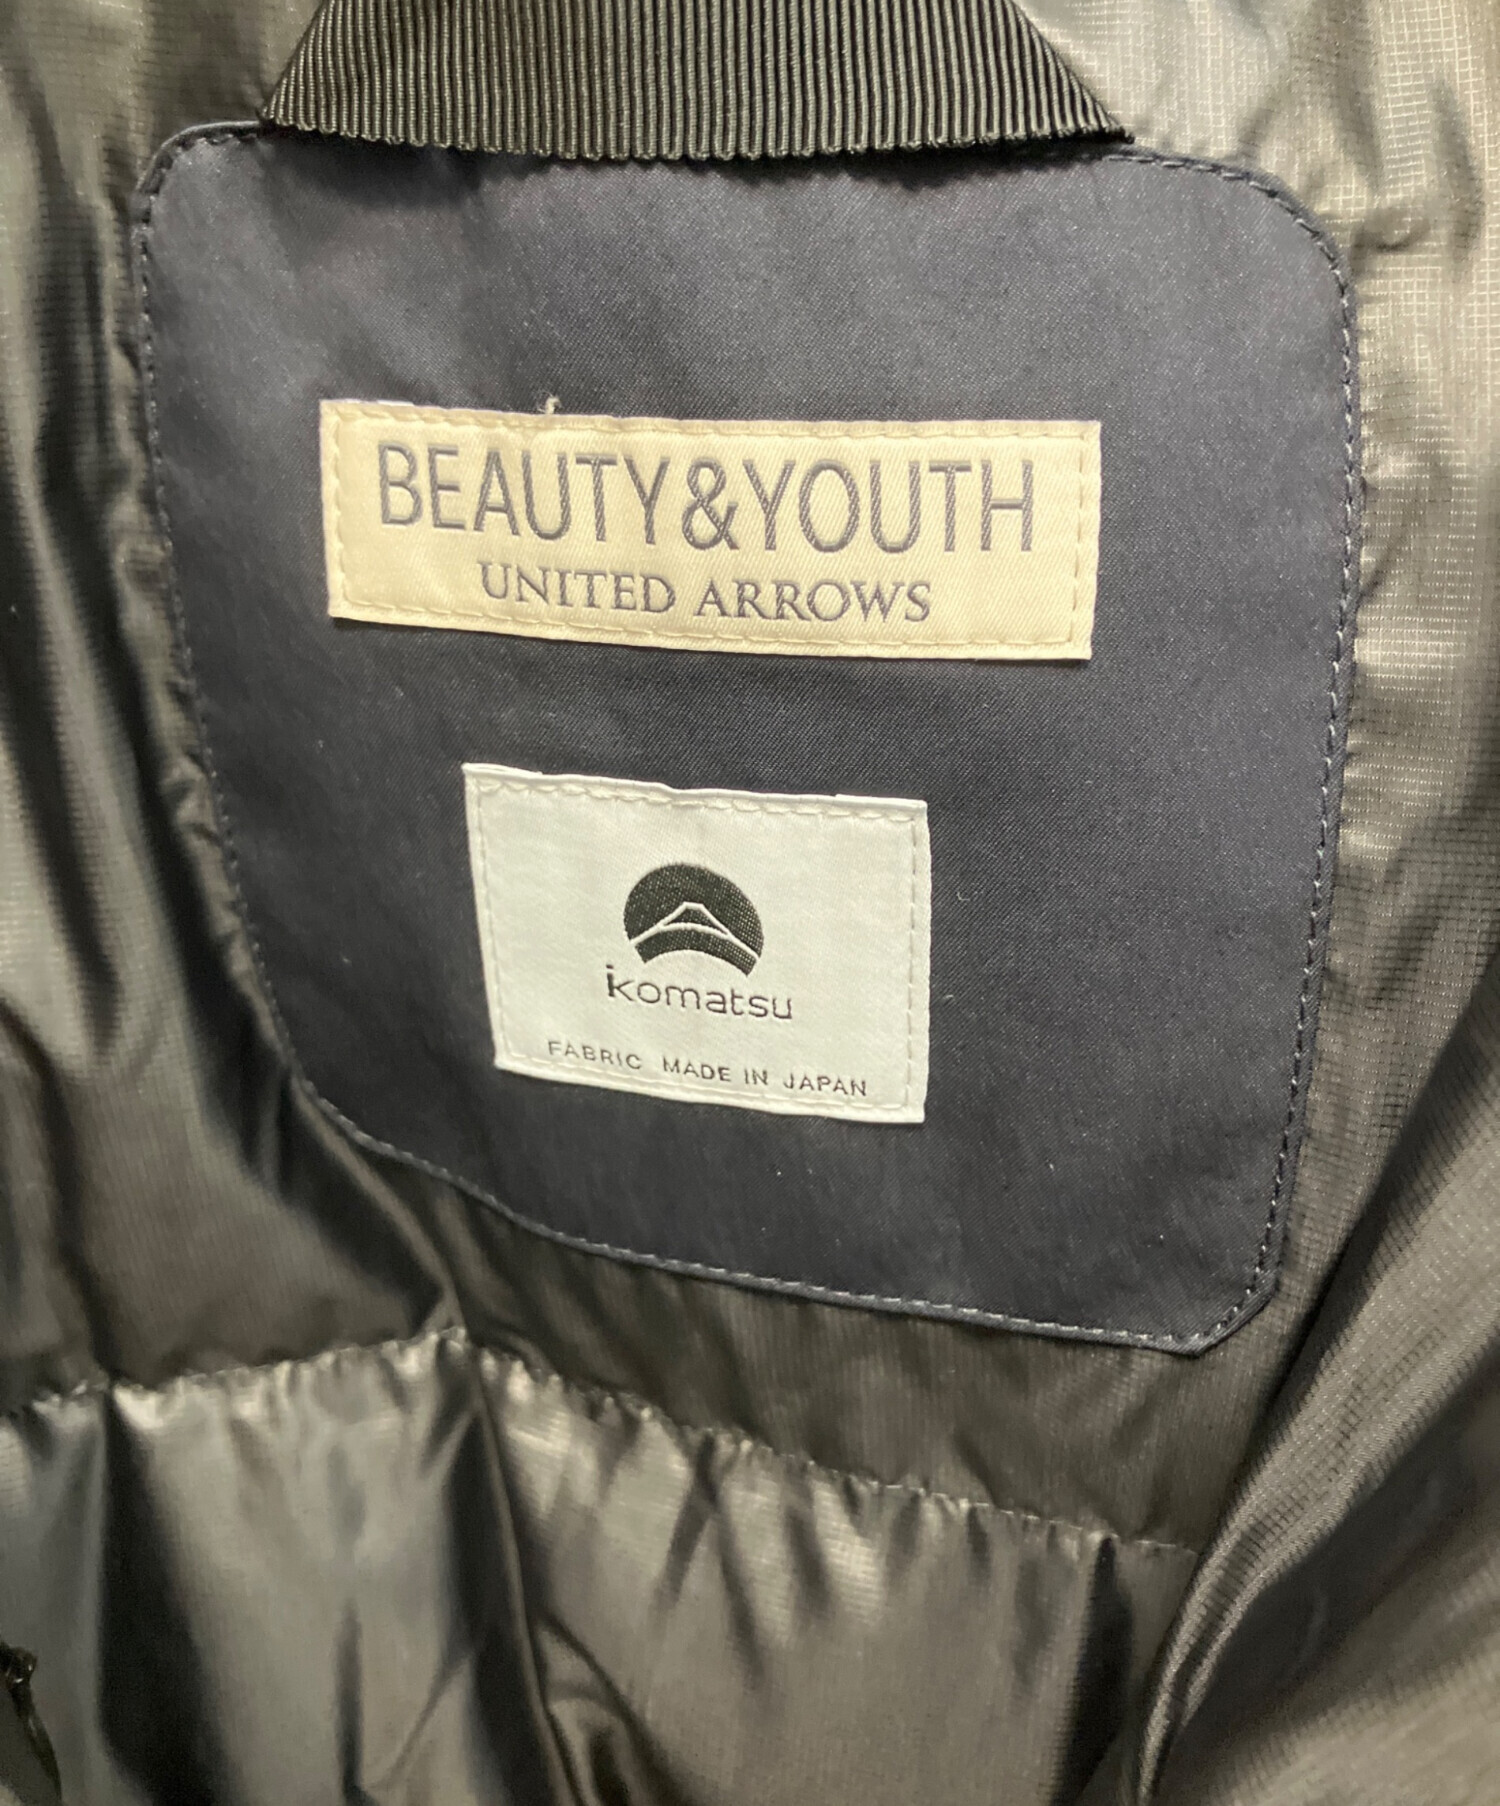 BEAUTY&YOUTH
UNITED ARROWS
komatsu
FABRIC MADE IN JAPAN